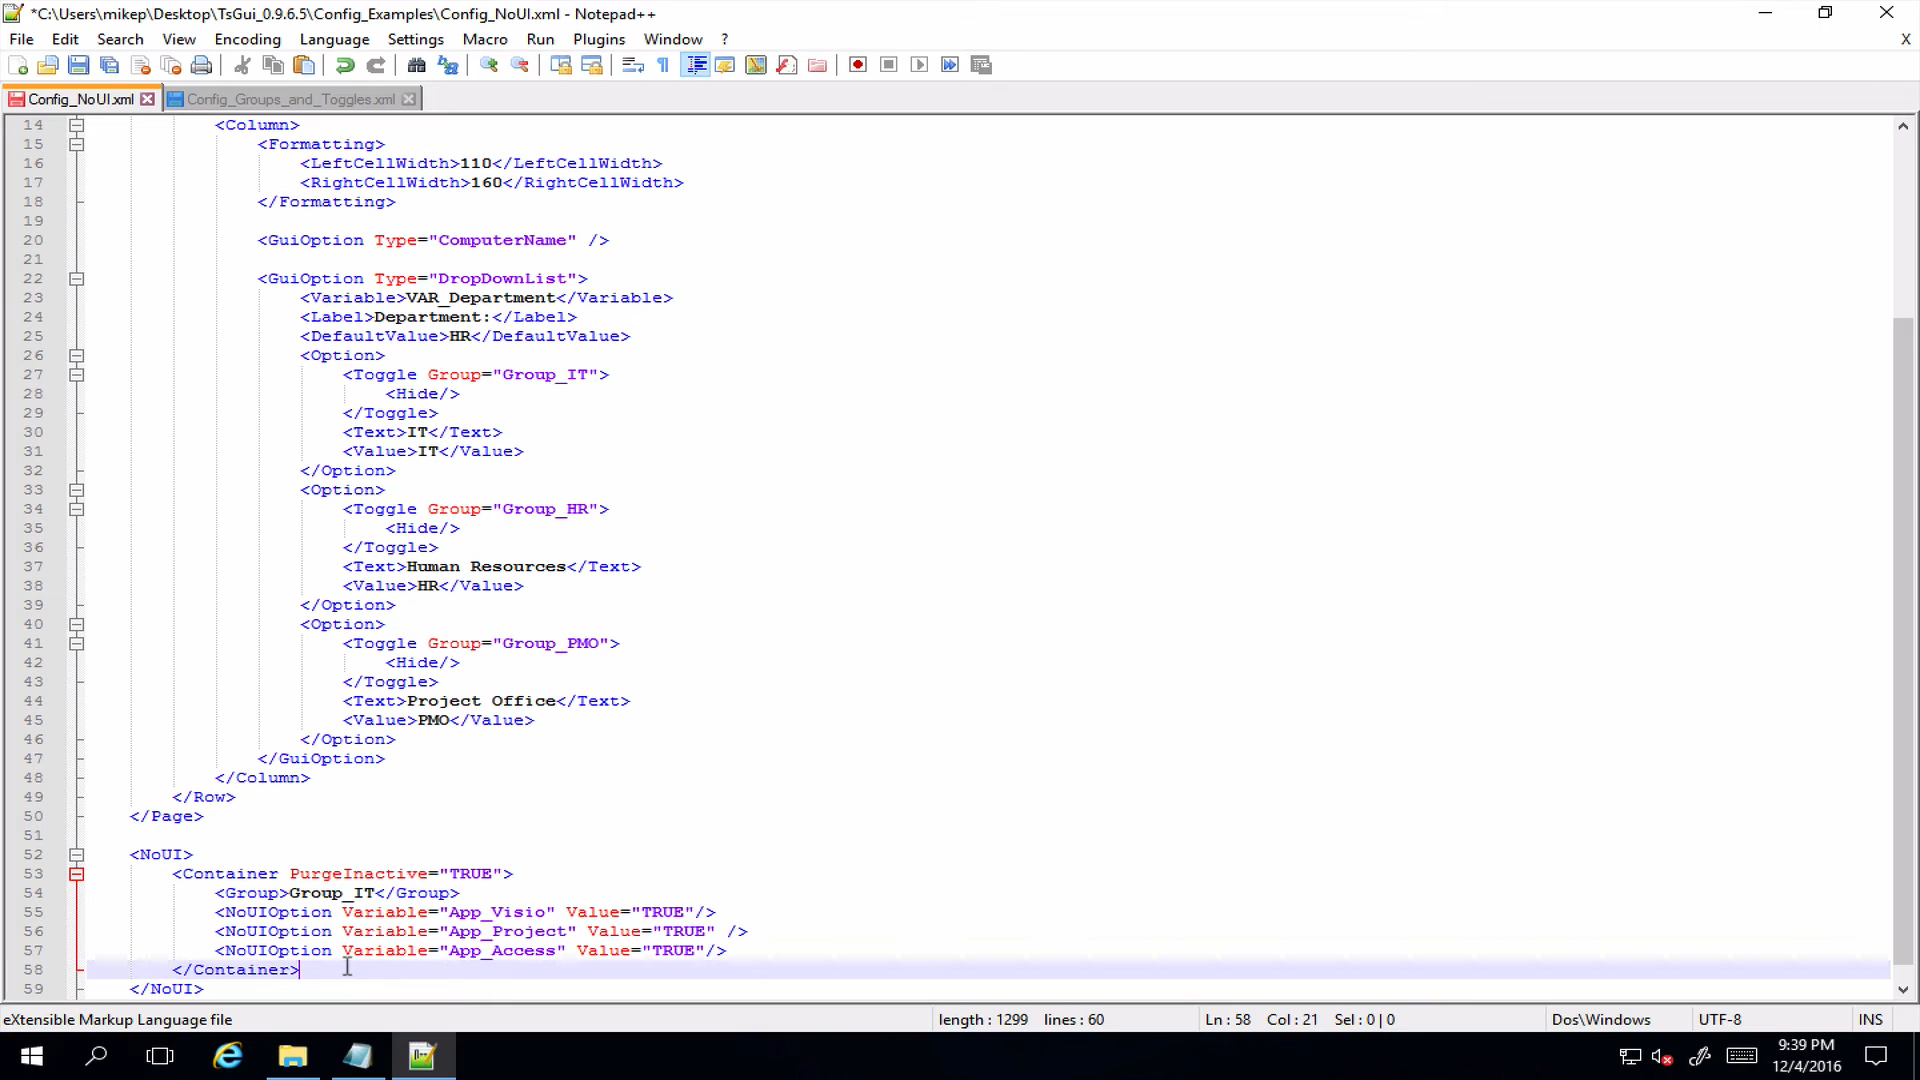 *C:\Users\mikep\Desktop\TsGui_0.9.6.5\Config_Examples\Config_NoUI.xml - Notepad++
File Edit Search View Encoding Language Settings Macro Run Plugins Window ? X
Config_NoUI.xml Config_Groups_and_Toggles.xml
14 <Column>
15 <Formatting>
16 <LeftCellWidth>110</LeftCellWidth>
17 <RightCellWidth>160</RightCellWidth>
18 </Formatting>
19
20 <GuiOption Type="ComputerName" />
21
22 <GuiOption Type="DropDownList">
23 <Variable>VAR_Department</Variable>
24 <Label>Department:</Label>
25 <DefaultValue>HR</DefaultValue>
26 <Option>
27 <Toggle Group="Group_IT">
28 <Hide/>
29 </Toggle>
30 <Text>IT</Text>
31 <Value>IT</Value>
32 </Option>
33 <Option>
34 <Toggle Group="Group_HR">
35 <Hide/>
36 </Toggle>
37 <Text>Human Resources</Text>
38 <Value>HR</Value>
39 </Option>
40 <Option>
41 <Toggle Group="Group_PMO">
42 <Hide/>
43 </Toggle>
44 <Text>Project Office</Text>
45 <Value>PMO</Value>
46 </Option>
47 </GuiOption>
48 </Column>
49 </Row>
50 </Page>
51
52 <NoUI>
53 <Container PurgeInactive="TRUE">
54 <Group>Group_IT</Group>
55 <NoUIOption Variable="App_Visio" Value="TRUE"/>
56 <NoUIOption Variable="App_Project" Value="TRUE" />
57 <NoUIOption Variable="App_Access" Value="TRUE"/>
58 </Container>
59 </NoUI>
eXtensible Markup Language file length : 1299 lines : 60 Ln : 58 Col : 21 Sel : 0 | 0 Dos\Windows UTF-8 INS
9:39 PM
12/4/2016